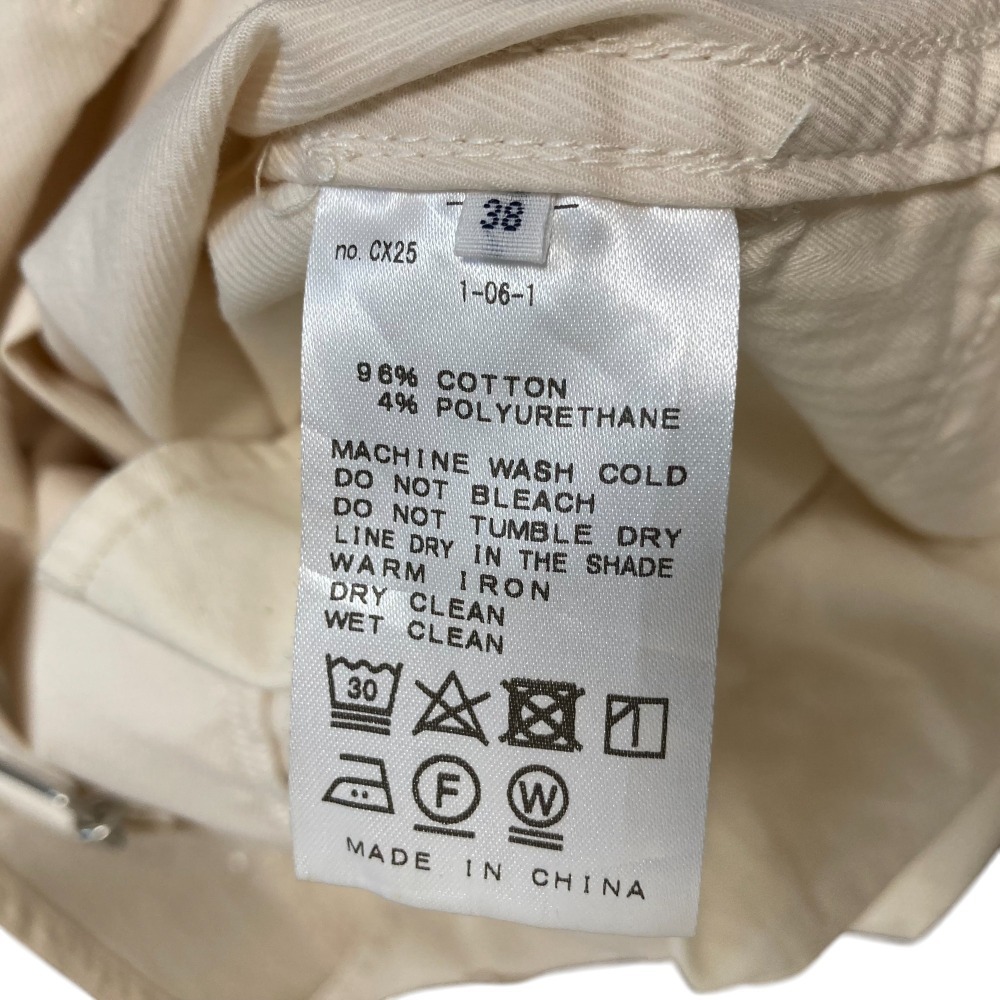 38
no. CX25
1-06-1
96% COTTON
4% POLYURETHANE
MACHINE WASH COLD
DO NOT BLEACH
DO NOT TUMBLE DRY
LINE DRY IN THE SHADE
WARM IRON
DRY CLEAN
WET CLEAN
30
F W
MADE IN CHINA